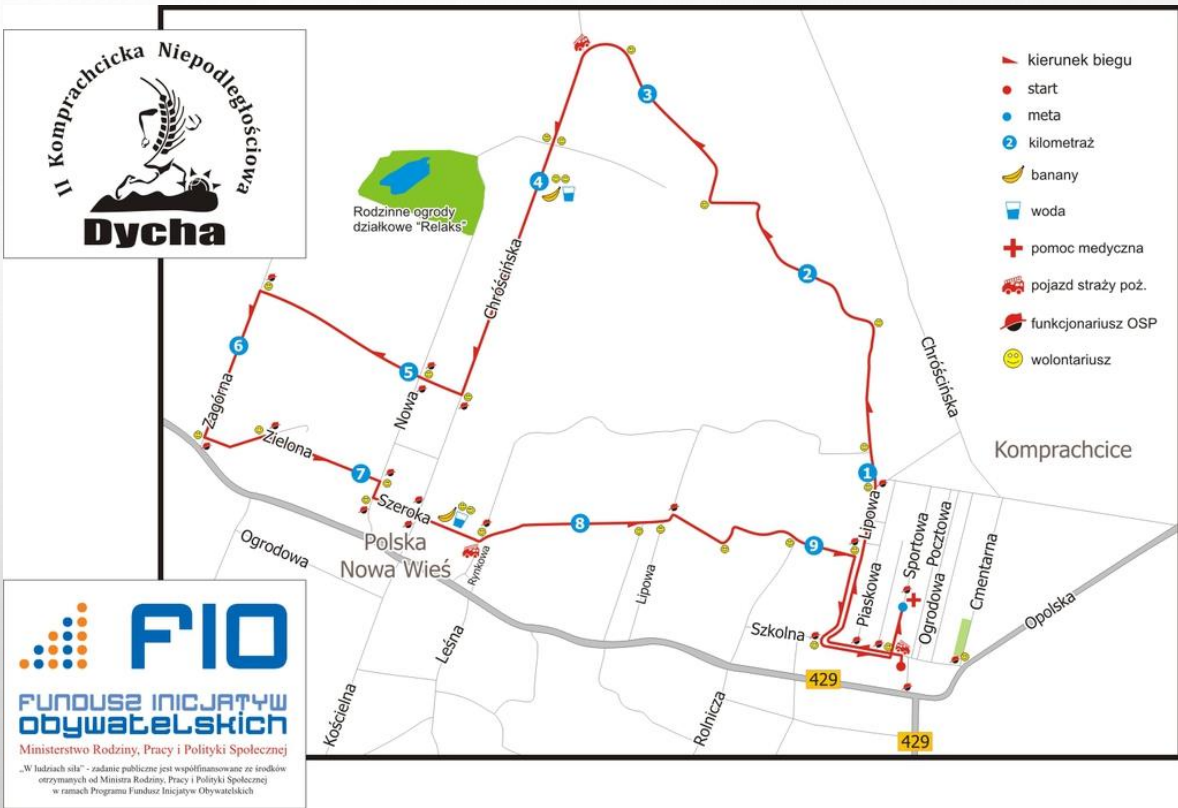 II Komprachcicka Niepodległościowa
Dycha
kierunek biegu
start
meta
2 kilometraż
banany
woda
pomoc medyczna
pojazd straży poż.
funkcjonariusz OSP
wolontariusz
3
4
Rodzinne ogrody
działkowe "Relaks"
2
Chróścińska
Chróścińska
6
5
Zagórna
Nowa
Komprachcice
Zielona
7
1
Szeroka
8
Lipowa
Polska
Nowa Wieś
Ogrodowa
Rynkowa
Lipowa
9
Piaskowa
Sportowa
Ogrodowa
Pocztowa
Cmentarna
Opolska
Szkolna
Leśna
429
Kościelna
Rolnicza
429
FIO
FUNDUSZ INICJATYW
obywatelskich
Ministerstwo Rodziny, Pracy i Polityki Społecznej
„W ludziach siła” - zadanie publiczne jest współfinansowane ze środków
otrzymanych od Ministra Rodziny, Pracy i Polityki Społecznej
w ramach Programu Fundusz Inicjatyw Obywatelskich